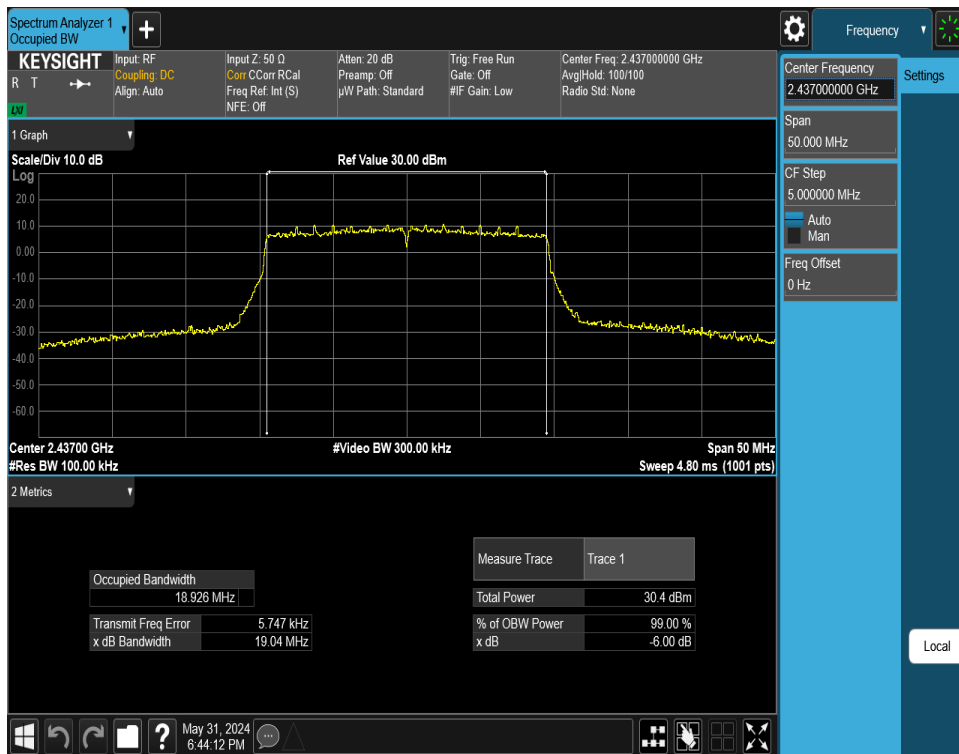 Spectrum Analyzer 1
Occupied BW
+
Frequency
KEYSIGHT
R T
LXI
Input: RF
Coupling: DC
Align: Auto
Input Z: 50 Ω
Corr CCorr RCal
Freq Ref: Int (S)
NFE: Off
Atten: 20 dB
Preamp: Off
µW Path: Standard
Trig: Free Run
Gate: Off
#IF Gain: Low
Center Freq: 2.437000000 GHz
Avg|Hold: 100/100
Radio Std: None
Center Frequency
2.437000000 GHz
Settings
Span
50.000 MHz
CF Step
5.000000 MHz
Auto
Man
Freq Offset
0 Hz
Local
1 Graph
Scale/Div 10.0 dB
Ref Value 30.00 dBm
Log
20.0
10.0
0.00
-10.0
-20.0
-30.0
-40.0
-50.0
-60.0
Center 2.43700 GHz
#Video BW 300.00 kHz
Span 50 MHz
#Res BW 100.00 kHz
Sweep 4.80 ms (1001 pts)
2 Metrics
Measure Trace Trace 1
Occupied Bandwidth
18.926 MHz
Total Power 30.4 dBm
Transmit Freq Error 5.747 kHz
% of OBW Power 99.00 %
x dB Bandwidth 19.04 MHz
x dB -6.00 dB
?
May 31, 2024
6:44:12 PM